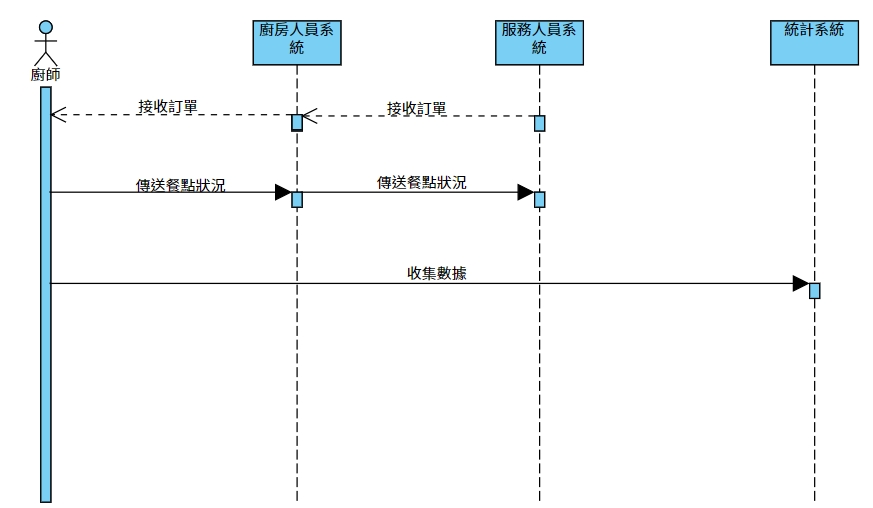 廚房人員系
統
服務人員系
統
統計系統
廚師
接收訂單
接收訂單
傳送餐點狀況
傳送餐點狀況
收集數據